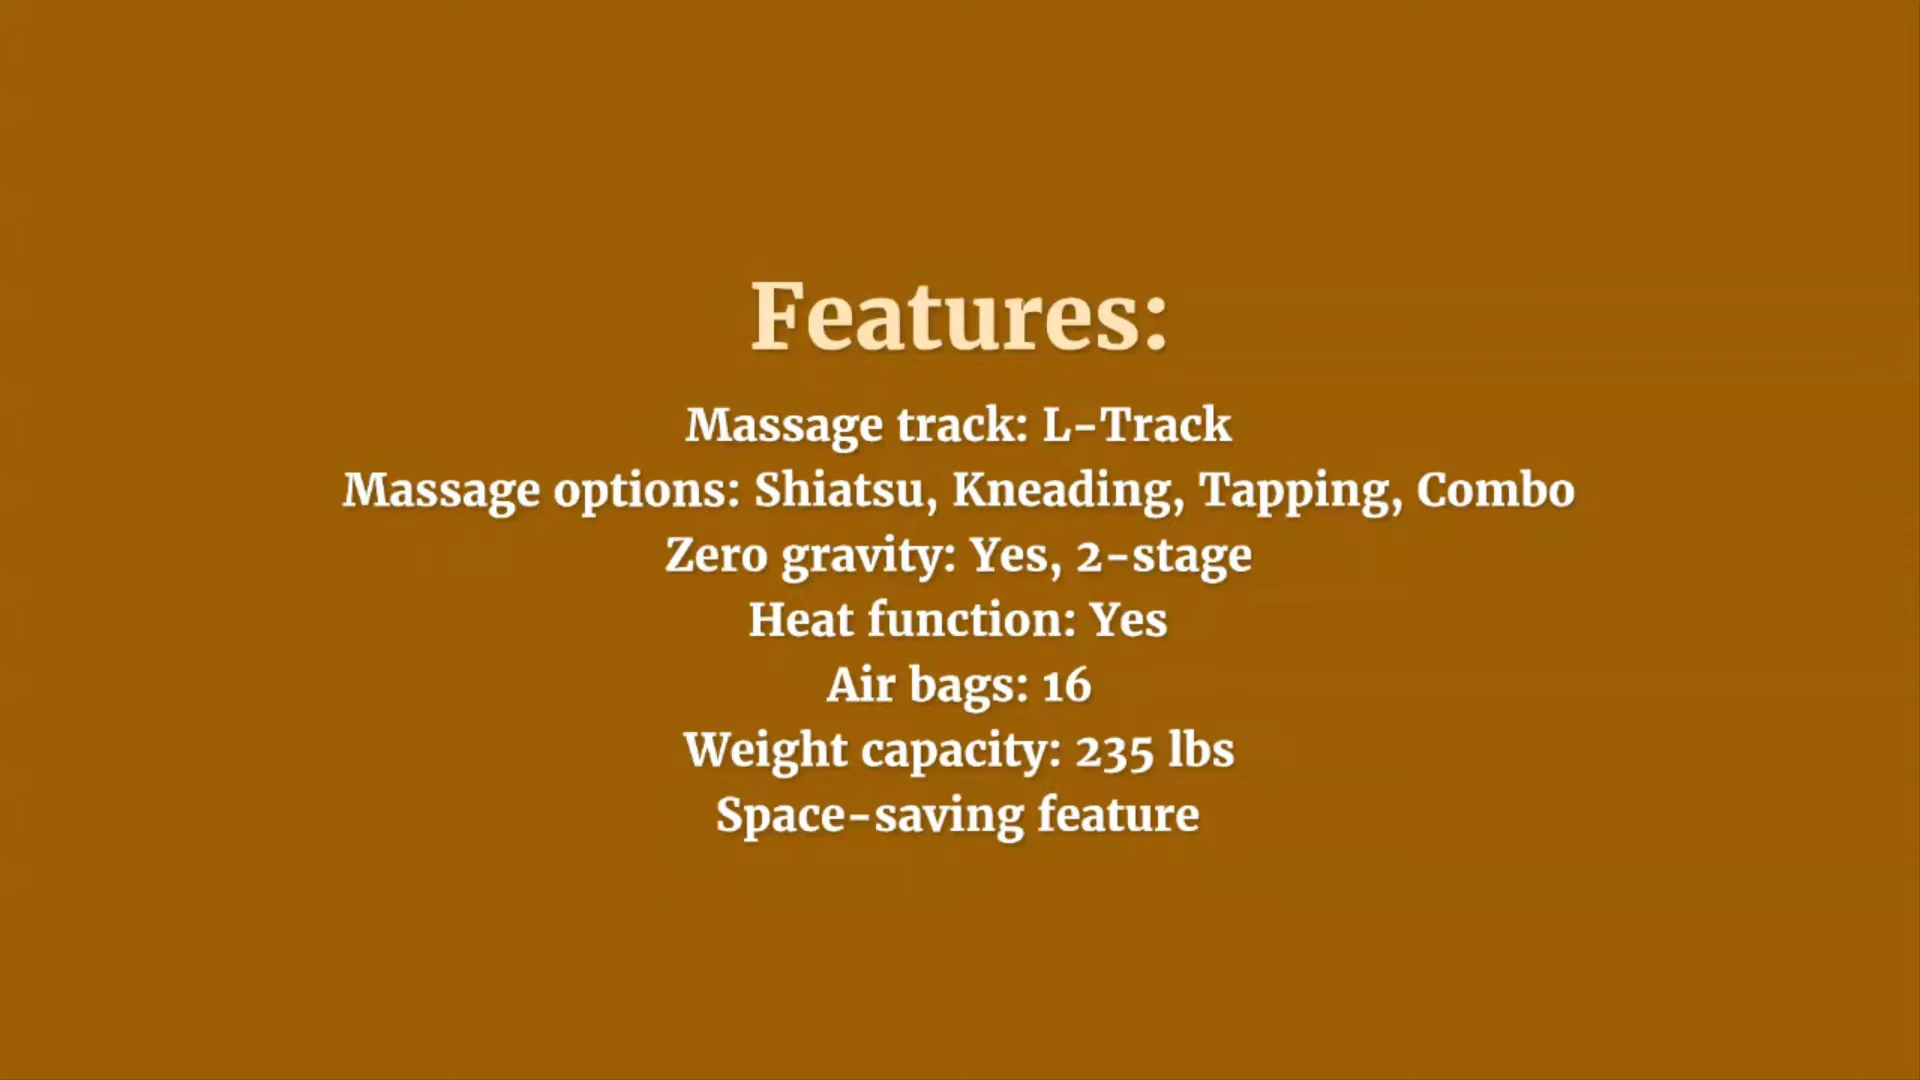 Features:
Massage track: L-Track
Massage options: Shiatsu, Kneading, Tapping, Combo
Zero gravity: Yes, 2-stage
Heat function: Yes
Air bags: 16
Weight capacity: 235 lbs
Space-saving feature